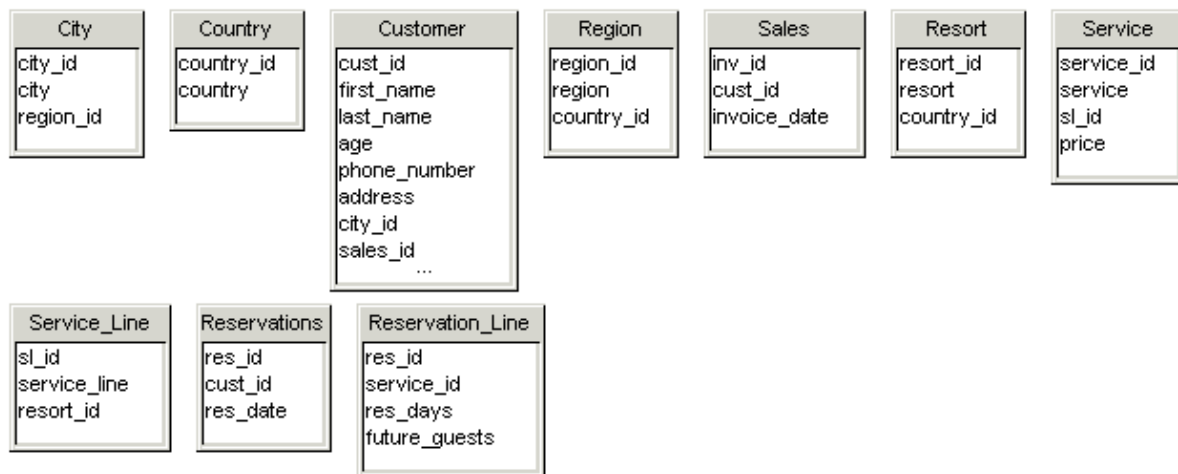 City
city_id
city
region_id
Country
country_id
country
Customer
cust_id
first_name
last_name
age
phone_number
address
city_id
sales_id
...
Region
region_id
region
country_id
Sales
inv_id
cust_id
invoice_date
Resort
resort_id
resort
country_id
Service
service_id
service
sl_id
price
Service_Line
sl_id
service_line
resort_id
Reservations
res_id
cust_id
res_date
Reservation_Line
res_id
service_id
res_days
future_guests